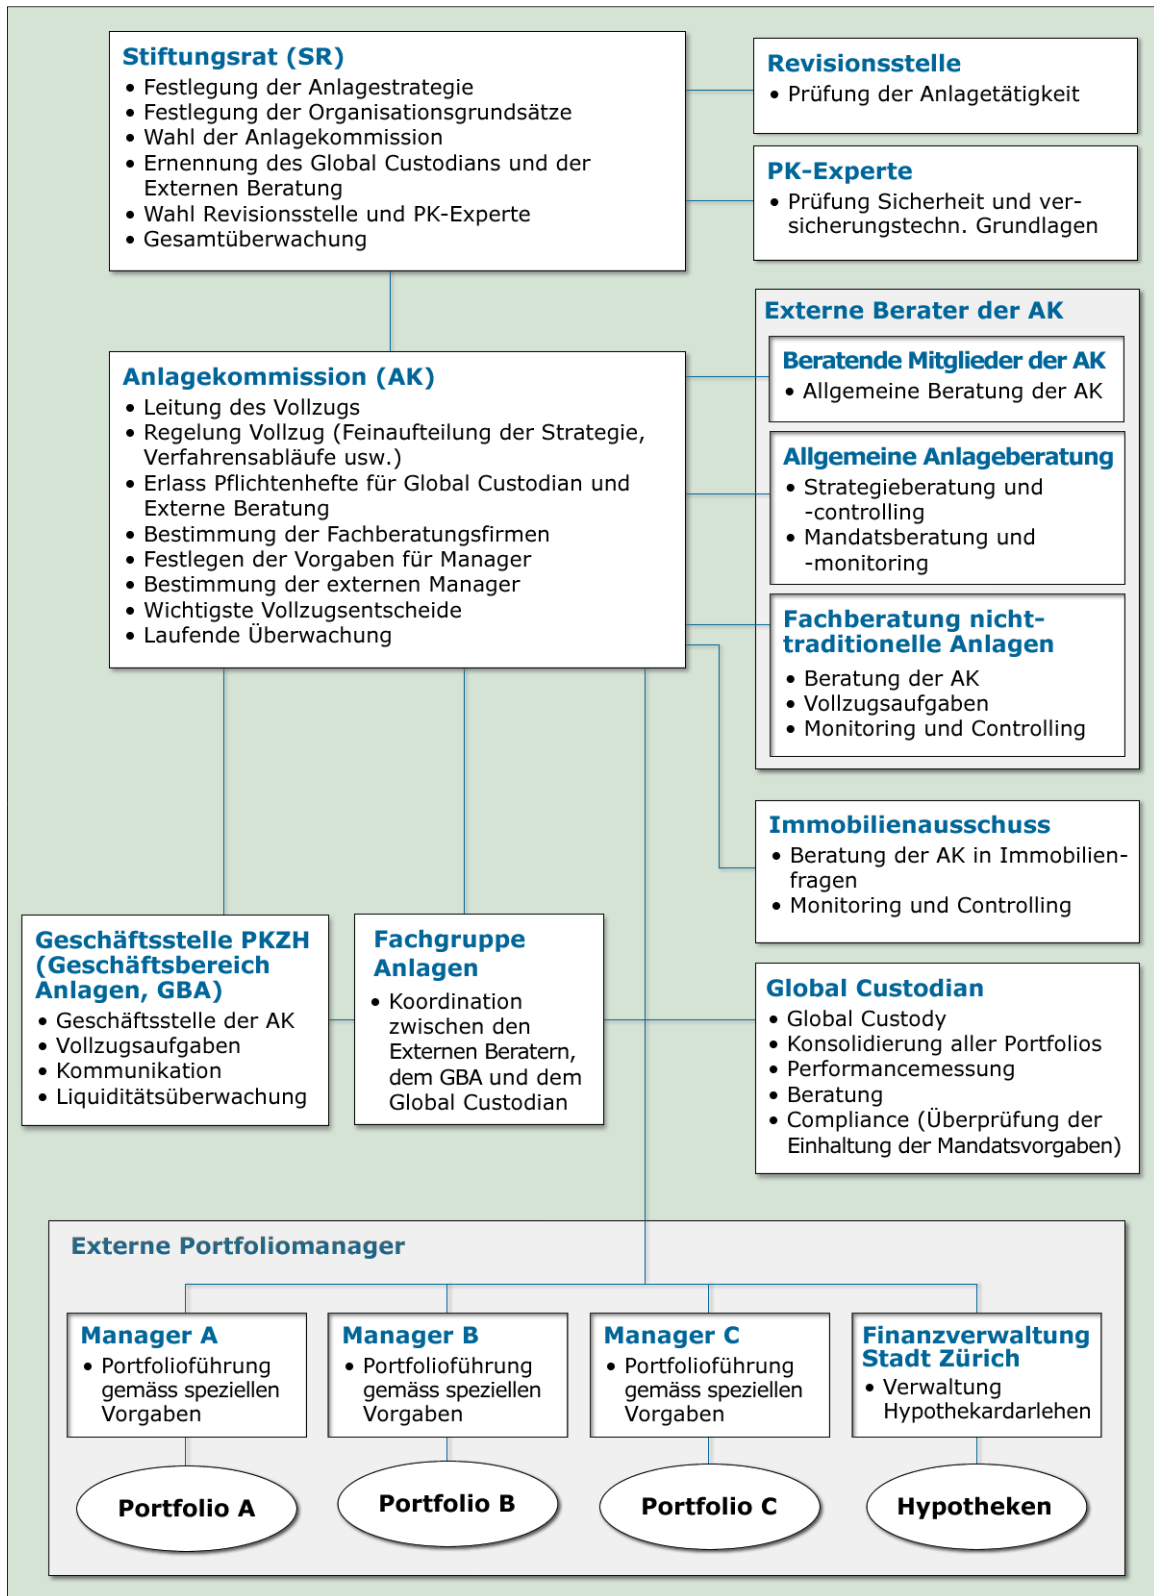 Stiftungsrat (SR)
• Festlegung der Anlagestrategie
• Festlegung der Organisationsgrundsätze
• Wahl der Anlagekommission
• Ernennung des Global Custodians und der
Externen Beratung
• Wahl Revisionsstelle und PK-Experte
• Gesamtüberwachung
Revisionsstelle
• Prüfung der Anlagetätigkeit
PK-Experte
• Prüfung Sicherheit und ver-
sicherungstechn. Grundlagen
Anlagekommission (AK)
• Leitung des Vollzugs
• Regelung Vollzug (Feinaufteilung der Strategie,
Verfahrensabläufe usw.)
• Erlass Pflichtenhefte für Global Custodian und
Externe Beratung
• Bestimmung der Fachberatungsfirmen
• Festlegen der Vorgaben für Manager
• Bestimmung der externen Manager
• Wichtigste Vollzugsentscheide
• Laufende Überwachung
Externe Berater der AK
Beratende Mitglieder der AK
• Allgemeine Beratung der AK
Allgemeine Anlageberatung
• Strategieberatung und
-controlling
• Mandatsberatung und
-monitoring
Fachberatung nicht-
traditionelle Anlagen
• Beratung der AK
• Vollzugsaufgaben
• Monitoring und Controlling
Immobilienausschuss
• Beratung der AK in Immobilien-
fragen
• Monitoring und Controlling
Geschäftsstelle PKZH
(Geschäftsbereich
Anlagen, GBA)
• Geschäftsstelle der AK
• Vollzugsaufgaben
• Kommunikation
• Liquiditätsüberwachung
Fachgruppe
Anlagen
• Koordination
zwischen den
Externen Beratern,
dem GBA und dem
Global Custodian
Global Custodian
• Global Custody
• Konsolidierung aller Portfolios
• Performancemessung
• Beratung
• Compliance (Überprüfung der
Einhaltung der Mandatsvorgaben)
Externe Portfoliomanager
Manager A
• Portfolioführung
gemäss speziellen
Vorgaben
Manager B
• Portfolioführung
gemäss speziellen
Vorgaben
Manager C
• Portfolioführung
gemäss speziellen
Vorgaben
Finanzverwaltung
Stadt Zürich
• Verwaltung
Hypothekardarlehen
Portfolio A
Portfolio B
Portfolio C
Hypotheken